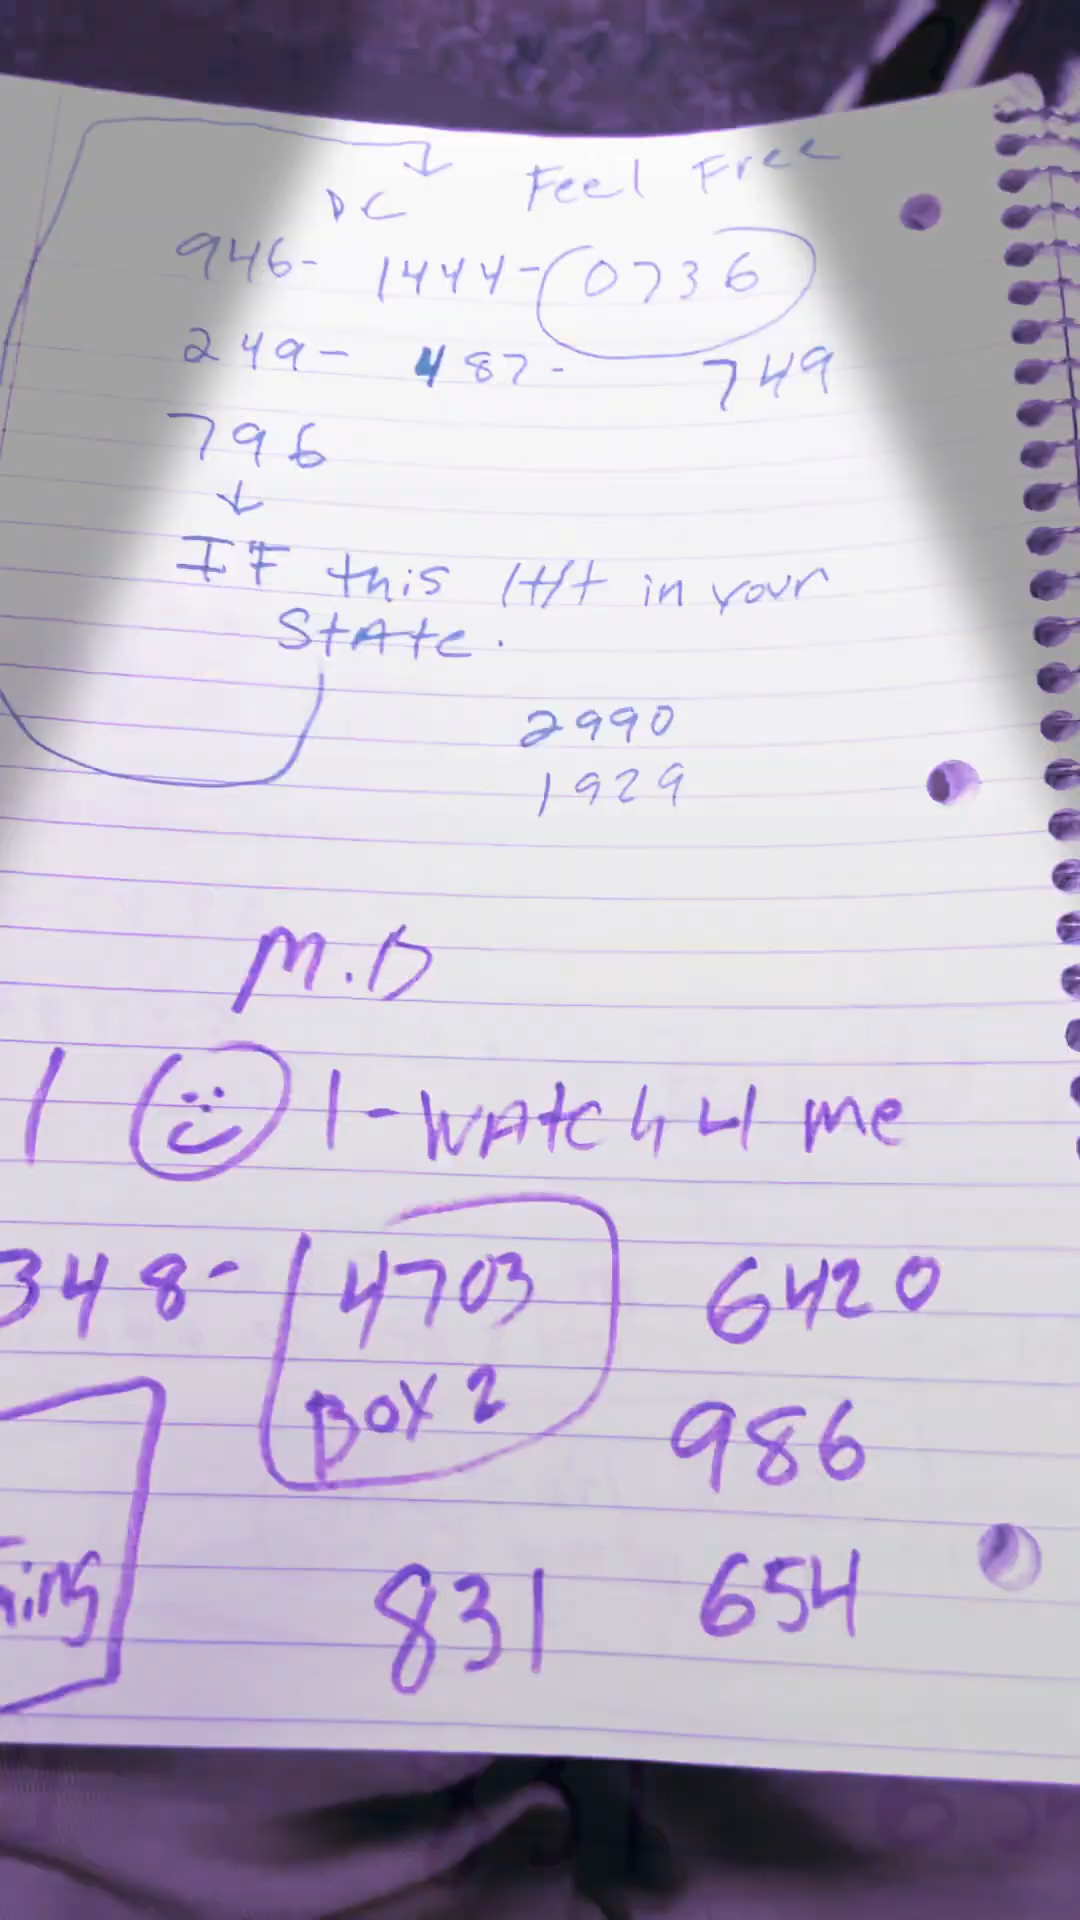 DC Feel Free
946- 1444- 0736
249- 487- 749
796
IF this Hit in your
State.
2990
1929
M.D
1 1-Watch 4 me
348- 4703 6420
Box 2 986
831 654